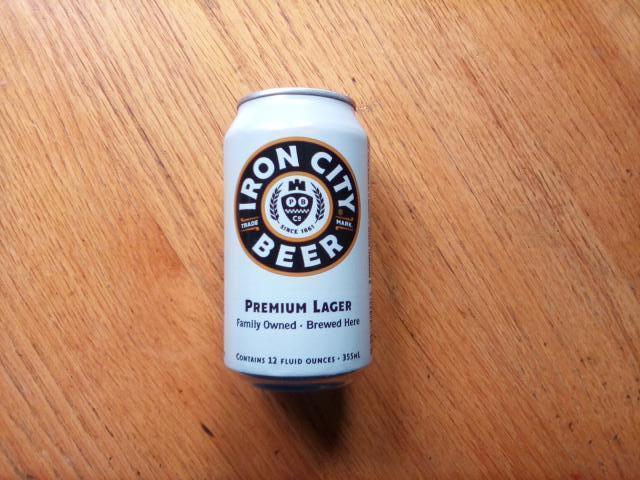 IRON CITY
P B
Co
SINCE 1861
TRADE MARK.
BEER
PREMIUM LAGER
Family Owned · Brewed Here
CONTAINS 12 FLUID OUNCES · 355ML